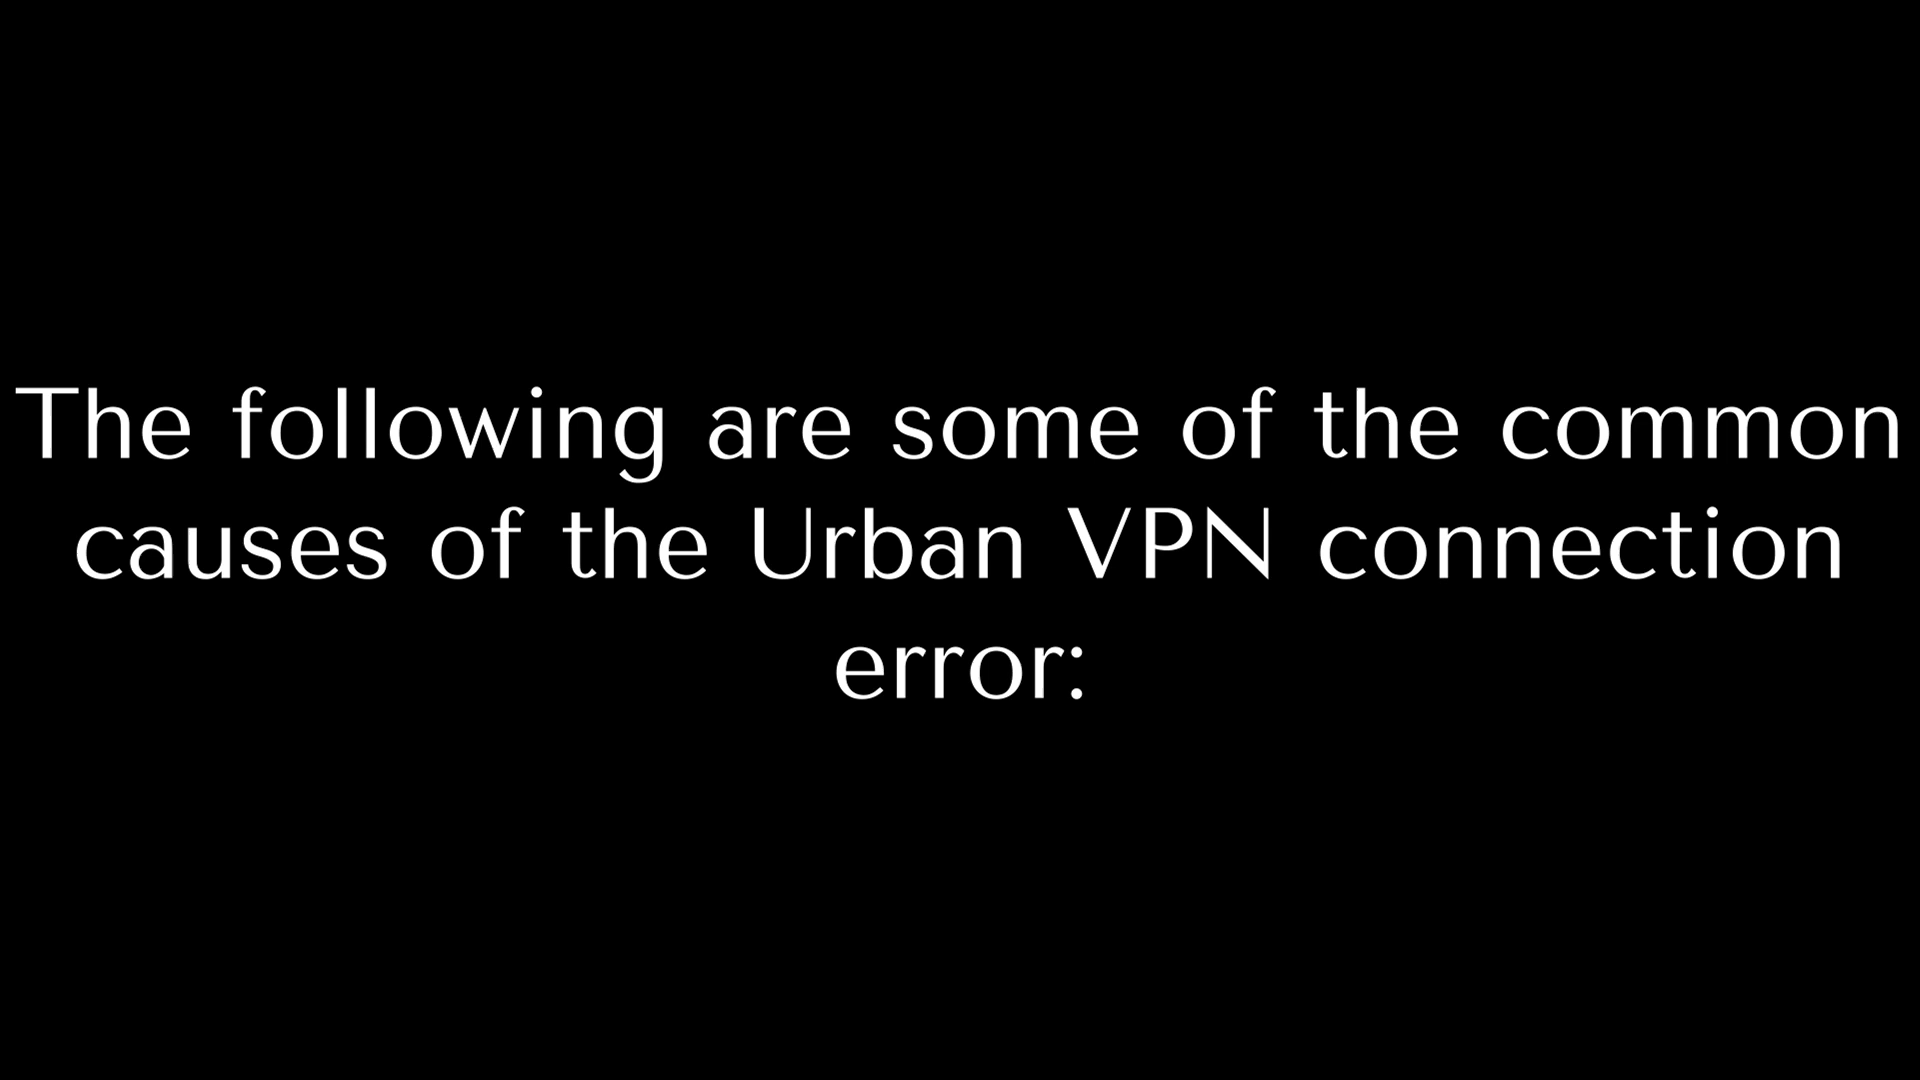 The following are some of the common
causes of the Urban VPN connection
error: